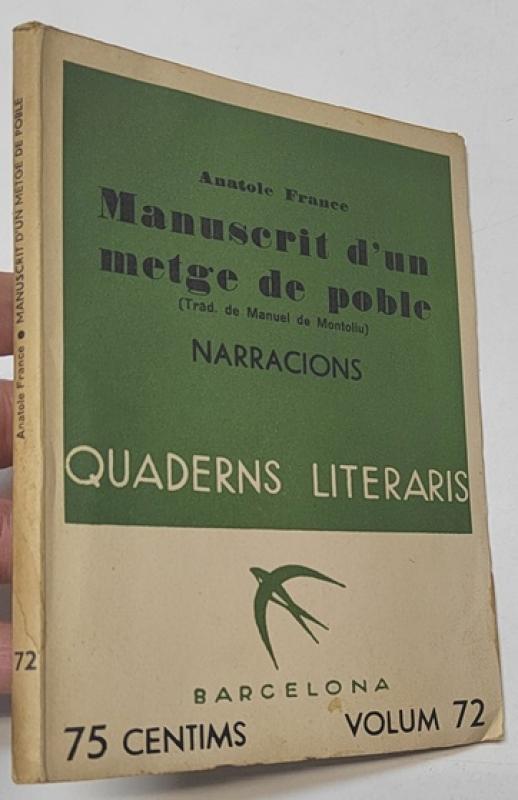 Anatole France
Manuscrit d'un
metge de poble
(Trad. de Manuel de Montoliu)
NARRACIONS
QUADERNS LITERARIS
BARCELONA
75 CENTIMS
VOLUM 72
Anatole France ● MANUSCRIT D'UN METGE DE POBLE
72